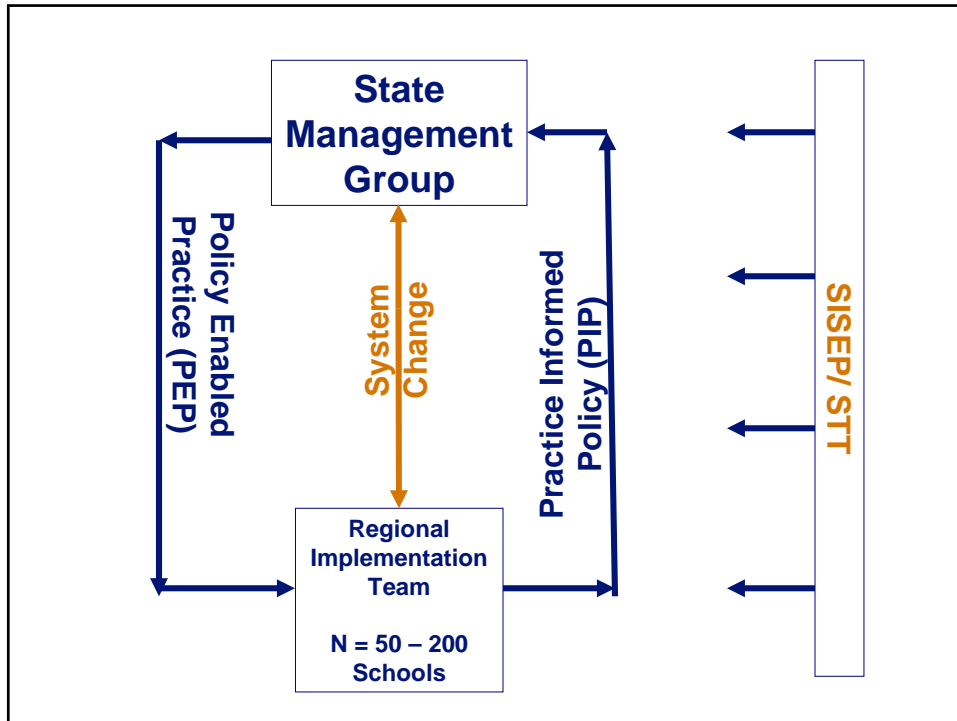 State
Management
Group
Policy Enabled
Practice (PEP)
System
Change
Practice Informed
Policy (PIP)
SISEP/ STT
Regional
Implementation
Team
N = 50 – 200
Schools